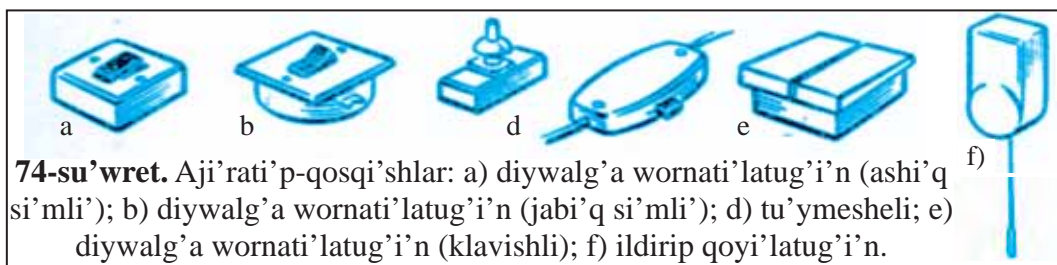 a b d e f)
74-su’wret. Aji’rati’p-qosqi’shlar: a) diywalg’a wornati’latug’i’n (ashi’q
si’mli’); b) diywalg’a wornati’latug’i’n (jabi’q si’mli’); d) tu’ymesheli; e)
diywalg’a wornati’latug’i’n (klavishli); f) ildirip qoyi’latug’i’n.